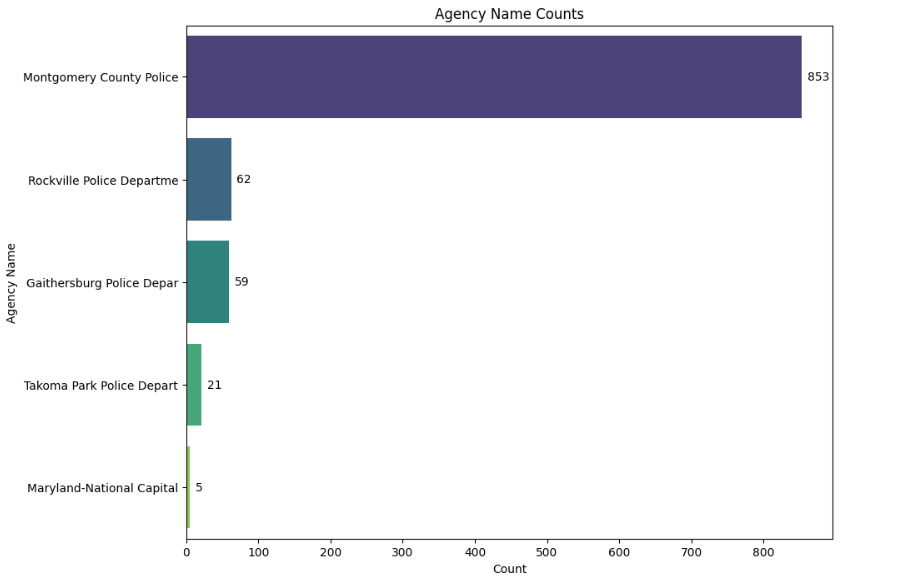 Agency Name Counts
Montgomery County Police
853
Rockville Police Departme
62
Gaithersburg Police Depar
59
Takoma Park Police Depart
21
Maryland-National Capital
5
Agency Name
0 100 200 300 400 500 600 700 800
Count